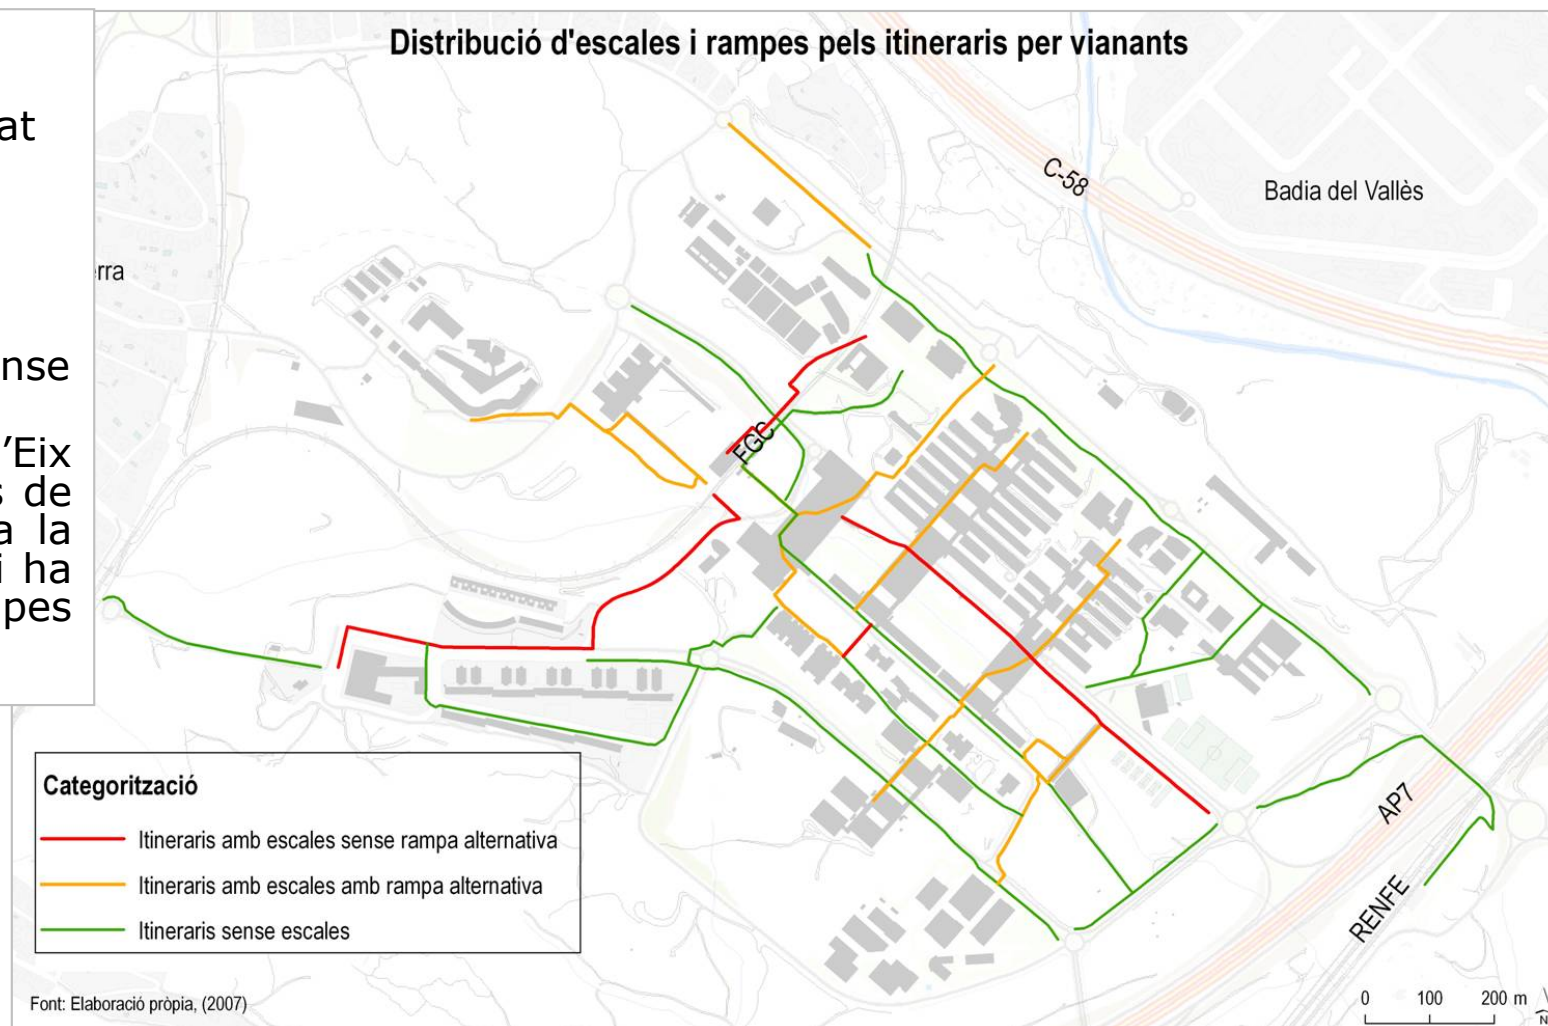 Distribució d'escales i rampes pels itineraris per vianants
at
rra
nse
'Eix
s de
a la
i ha
pes
C-58
Badia del Vallès
FGC
AP7
RENFE
Categorització
Itineraris amb escales sense rampa alternativa
Itineraris amb escales amb rampa alternativa
Itineraris sense escales
Font: Elaboració pròpia, (2007)
0 100 200 m
N